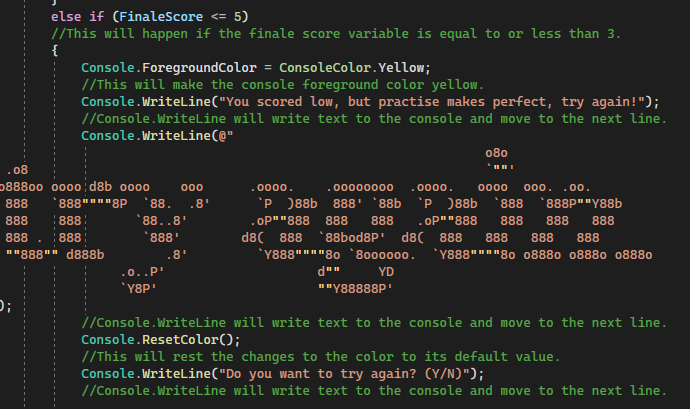 }
else if (FinaleScore <= 5)
//This will happen if the finale score variable is equal to or less than 3.
{
Console.ForegroundColor = ConsoleColor.Yellow;
//This will make the console foreground color yellow.
Console.WriteLine("You scored low, but practise makes perfect, try again!");
//Console.WriteLine will write text to the console and move to the next line.
Console.WriteLine(@"
                                                                o8o
 .o8                                                            `""'
o888oo oooo d8b oooo    ooo      .oooo.   .oooooooo  .oooo.   oooo  ooo. .oo.
 888   `888""""8P  `88.  .8'      `P  )88b  888' `88b  `P  )88b  `888  `888P""Y88b
 888    888         `88..8'        .oP""888  888   888   .oP""888   888   888   888
 888 .  888          `888'       d8(  888  `88bod8P'  d8(  888   888   888   888
 ""888"" d888b        .8'         `Y888""""8o `8oooooo.  `Y888""""8o o888o o888o o888o
               .o..P'                    d""     YD
               `Y8P'                     ""Y88888P'
);
//Console.WriteLine will write text to the console and move to the next line.
Console.ResetColor();
//This will rest the changes to the color to its default value.
Console.WriteLine("Do you want to try again? (Y/N)");
//Console.WriteLine will write text to the console and move to the next line.